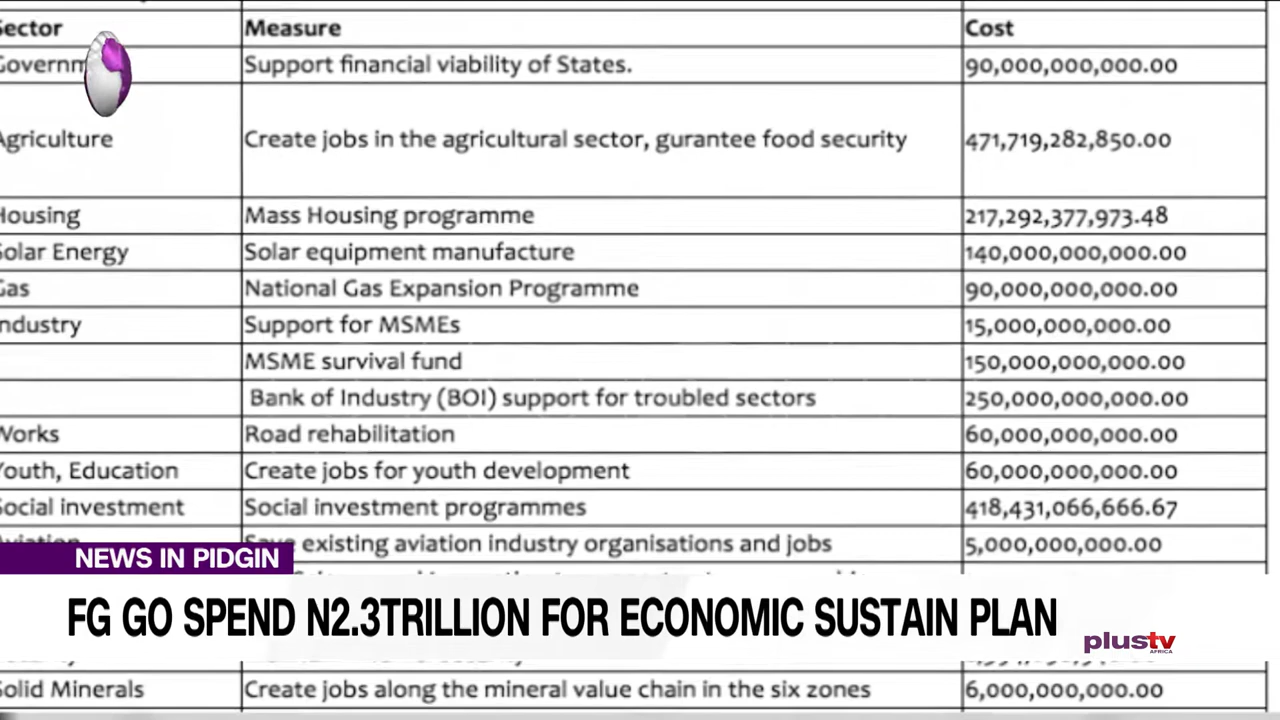 Sector Measure Cost
Governm Support financial viability of States. 90,000,000,000.00
Agriculture Create jobs in the agricultural sector, gurantee food security 471,719,282,850.00
Housing Mass Housing programme 217,292,377,973.48
Solar Energy Solar equipment manufacture 140,000,000,000.00
Gas National Gas Expansion Programme 90,000,000,000.00
Industry Support for MSMEs 15,000,000,000.00
MSME survival fund 150,000,000,000.00
Bank of Industry (BOI) support for troubled sectors 250,000,000,000.00
Works Road rehabilitation 60,000,000,000.00
Youth, Education Create jobs for youth development 60,000,000,000.00
Social investment Social investment programmes 418,431,066,666.67
Aviation Save existing aviation industry organisations and jobs 5,000,000,000.00
NEWS IN PIDGIN
FG GO SPEND N2.3TRILLION FOR ECONOMIC SUSTAIN PLAN
plustv
AFRICA
Solid Minerals Create jobs along the mineral value chain in the six zones 6,000,000,000.00